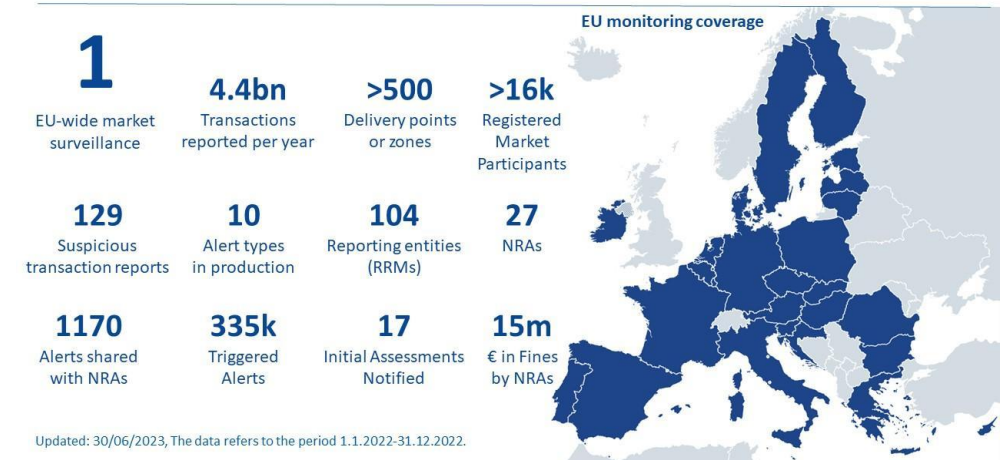 EU monitoring coverage
1
EU-wide market
surveillance
4.4bn
Transactions
reported per year
>500
Delivery points
or zones
>16k
Registered
Market
Participants
129
Suspicious
transaction reports
10
Alert types
in production
104
Reporting entities
(RRMs)
27
NRAs
1170
Alerts shared
with NRAs
335k
Triggered
Alerts
17
Initial Assessments
Notified
15m
€ in Fines
by NRAs
Updated: 30/06/2023, The data refers to the period 1.1.2022-31.12.2022.